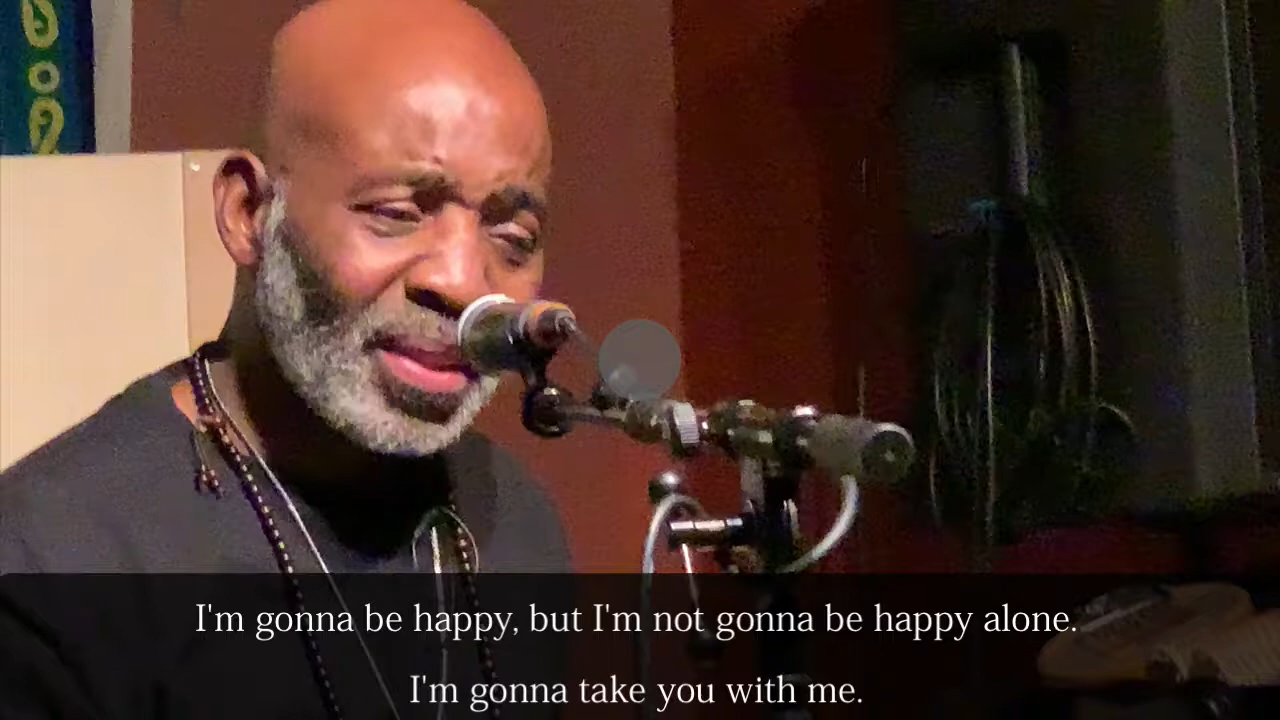 I'm gonna be happy, but I'm not gonna be happy alone.
I'm gonna take you with me.